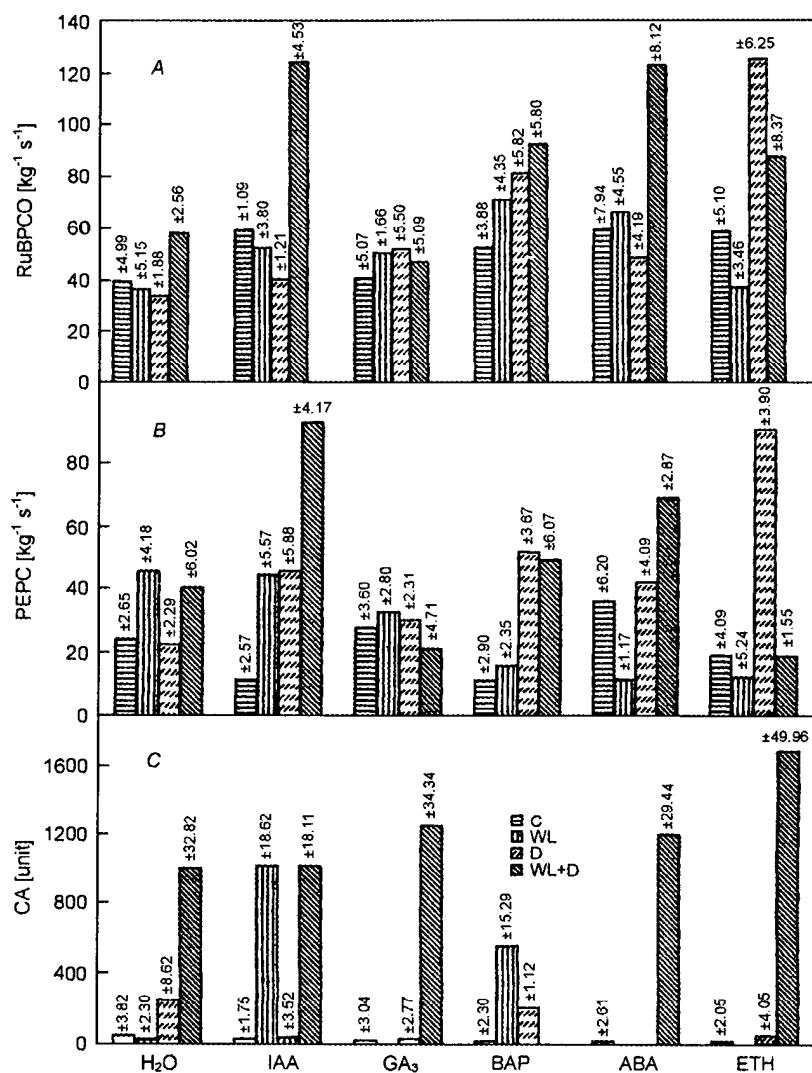 140
120
100
80
60
40
20
0
RuBPCO [kg⁻¹ s⁻¹]
A
±4.99 ±5.15 ±1.88 ±2.56
±1.09 ±3.80 ±1.21 ±4.53
±5.07 ±1.66 ±5.50 ±5.09
±3.88 ±4.35 ±5.82 ±5.80
±7.94 ±4.55 ±4.19 ±8.12
±5.10 ±3.46 ±6.25 ±8.37
80
60
40
20
0
PEPC [kg⁻¹ s⁻¹]
B
±2.65 ±4.18 ±2.29 ±6.02
±2.57 ±5.57 ±5.88 ±4.17
±3.60 ±2.80 ±2.31 ±4.71
±2.90 ±2.35 ±3.67 ±6.07
±6.20 ±1.17 ±4.09 ±2.87
±4.09 ±5.24 ±3.90 ±1.55
1600
1200
800
400
0
CA [unit]
C
±3.82 ±2.30 ±8.62 ±32.82
±1.75 ±18.62 ±3.52 ±18.11
±3.04 ±2.77 ±34.34
±2.30 ±15.29 ±1.12
±2.61 ±29.44
±2.05 ±4.05 ±49.96
C
WL
D
WL+D
H₂O IAA GA₃ BAP ABA ETH